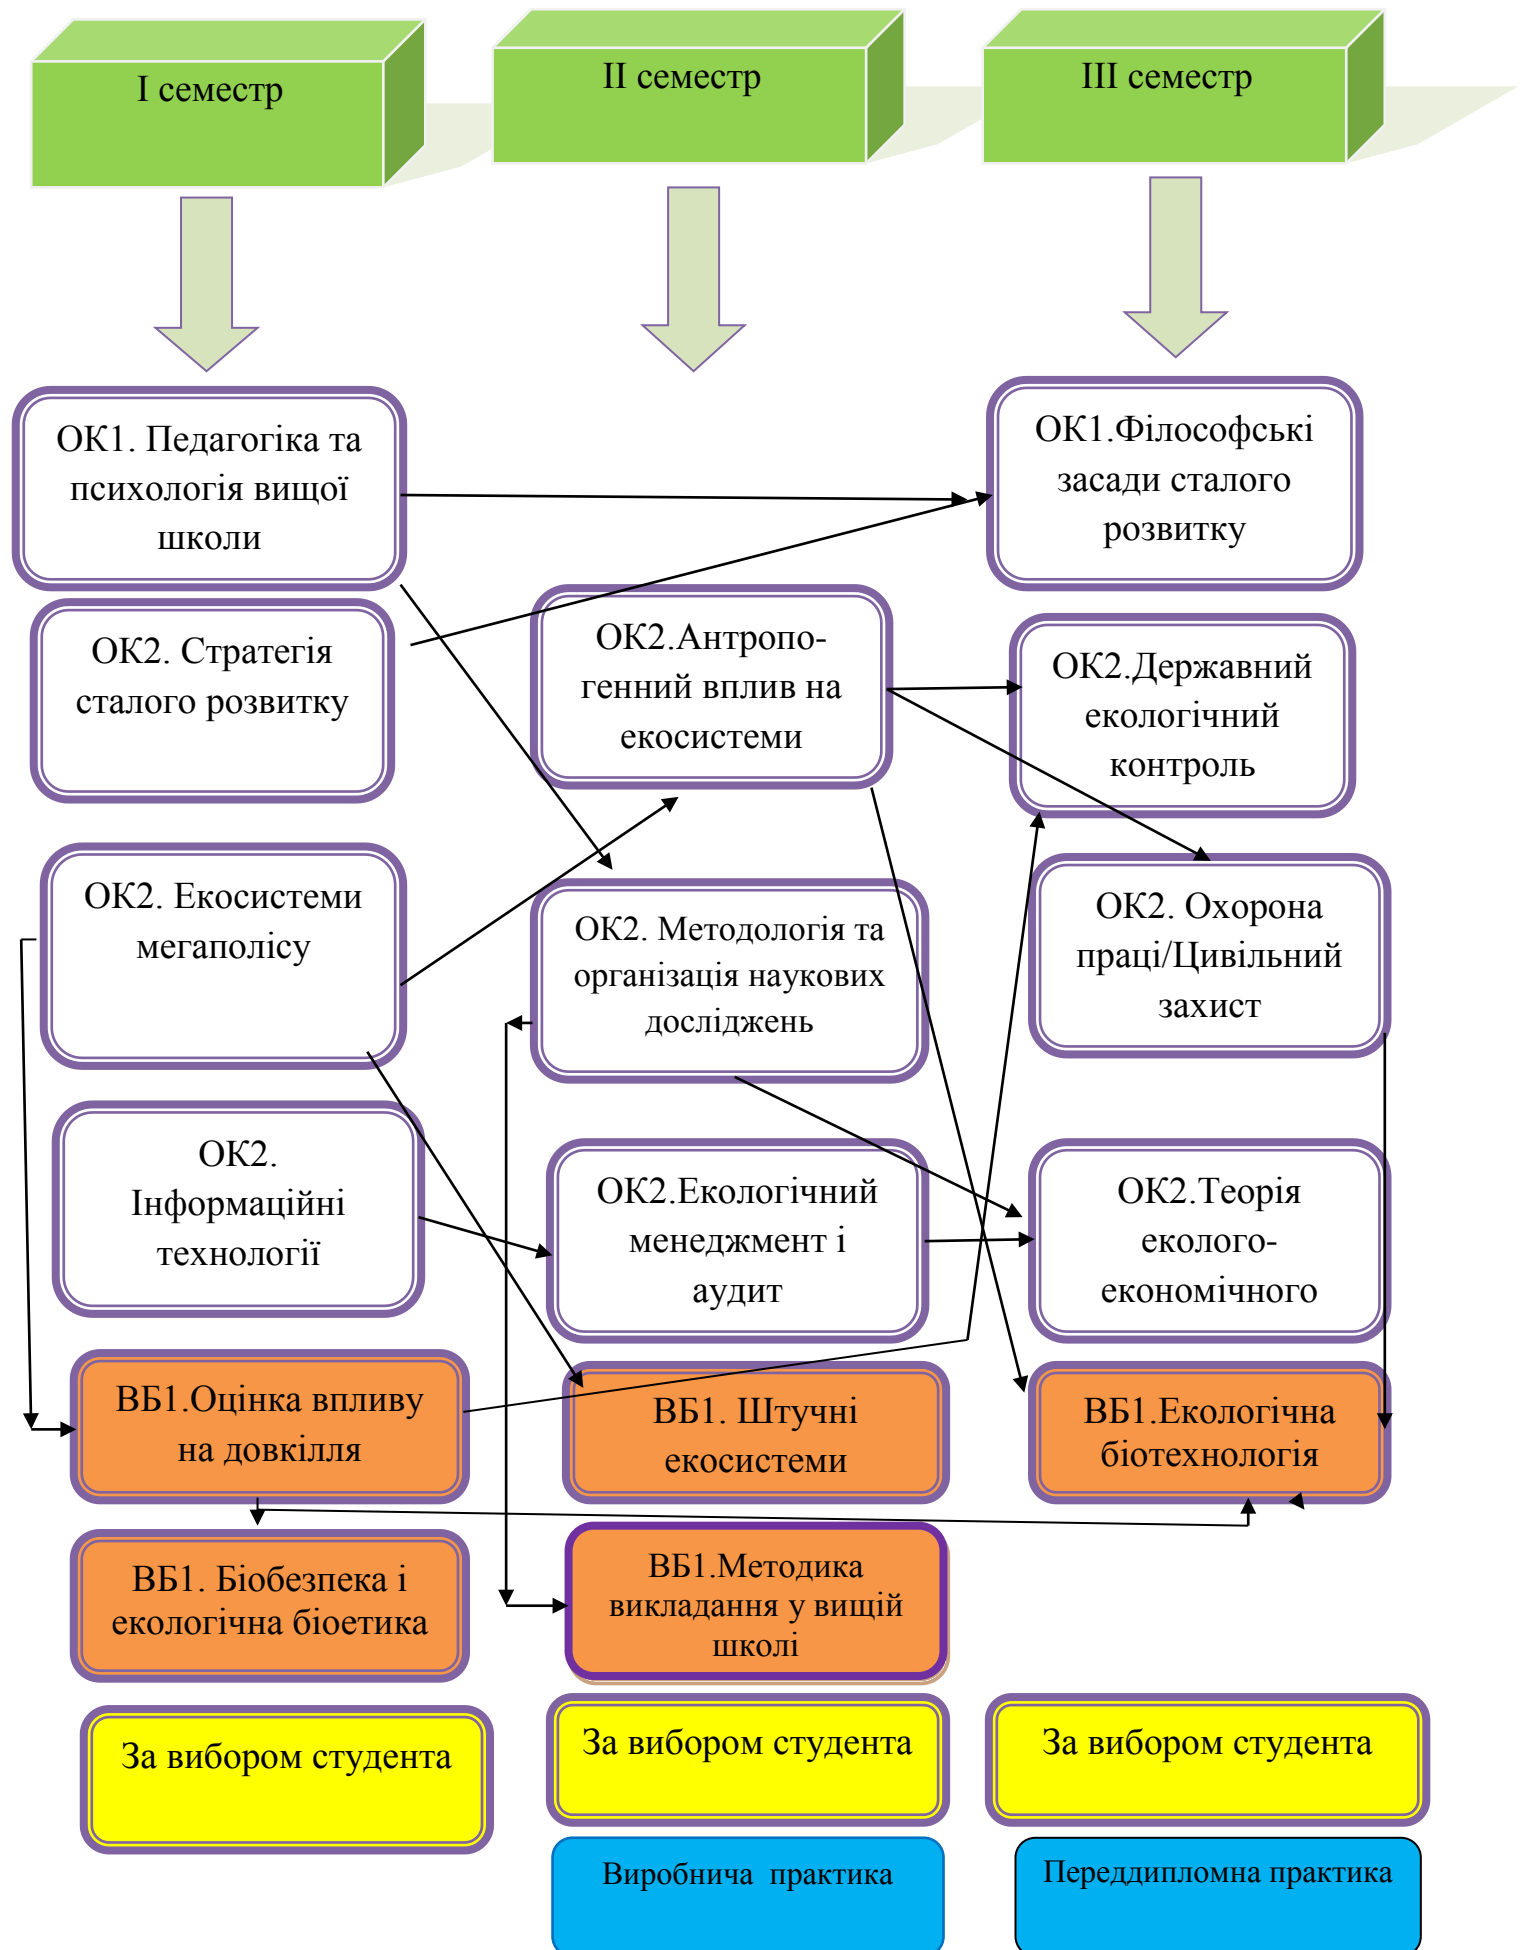 I семестр
II семестр
III семестр
ОК1. Педагогіка та
психологія вищої
школи
ОК2. Стратегія
сталого розвитку
ОК2. Екосистеми
мегаполісу
ОК2.
Інформаційні
технології
ВБ1.Оцінка впливу
на довкілля
ВБ1. Біобезпека і
екологічна біоетика
За вибором студента
ОК2.Антропо-
генний вплив на
екосистеми
ОК2. Методологія та
організація наукових
досліджень
ОК2.Екологічний
менеджмент і
аудит
ВБ1. Штучні
екосистеми
ВБ1.Методика
викладання у вищій
школі
За вибором студента
Виробнича практика
ОК1.Філософські
засади сталого
розвитку
ОК2.Державний
екологічний
контроль
ОК2. Охорона
праці/Цивільний
захист
ОК2.Теорія
еколого-
економічного
ВБ1.Екологічна
біотехнологія
За вибором студента
Переддипломна практика